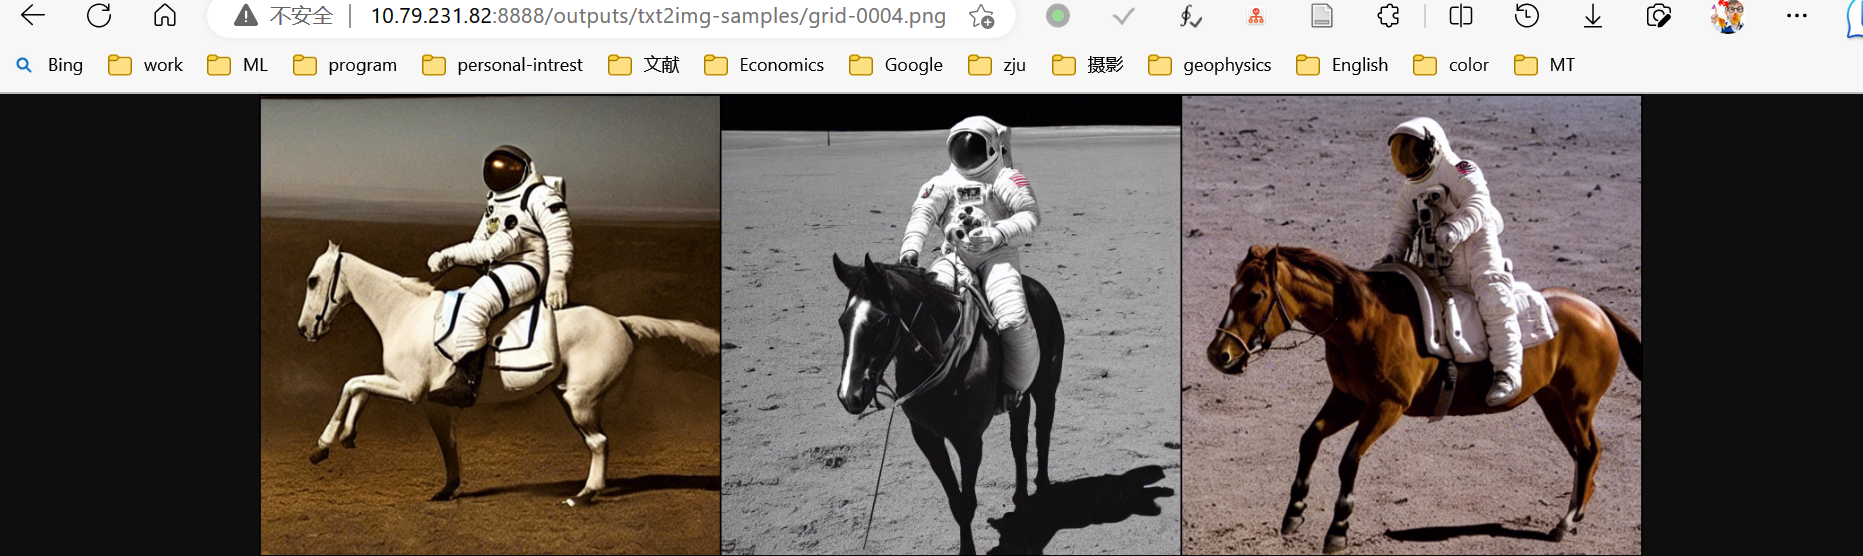 不安全 | 10.79.231.82:8888/outputs/txt2img-samples/grid-0004.png
Bing work ML program personal-intrest 文献 Economics Google zju 摄影 geophysics English color MT